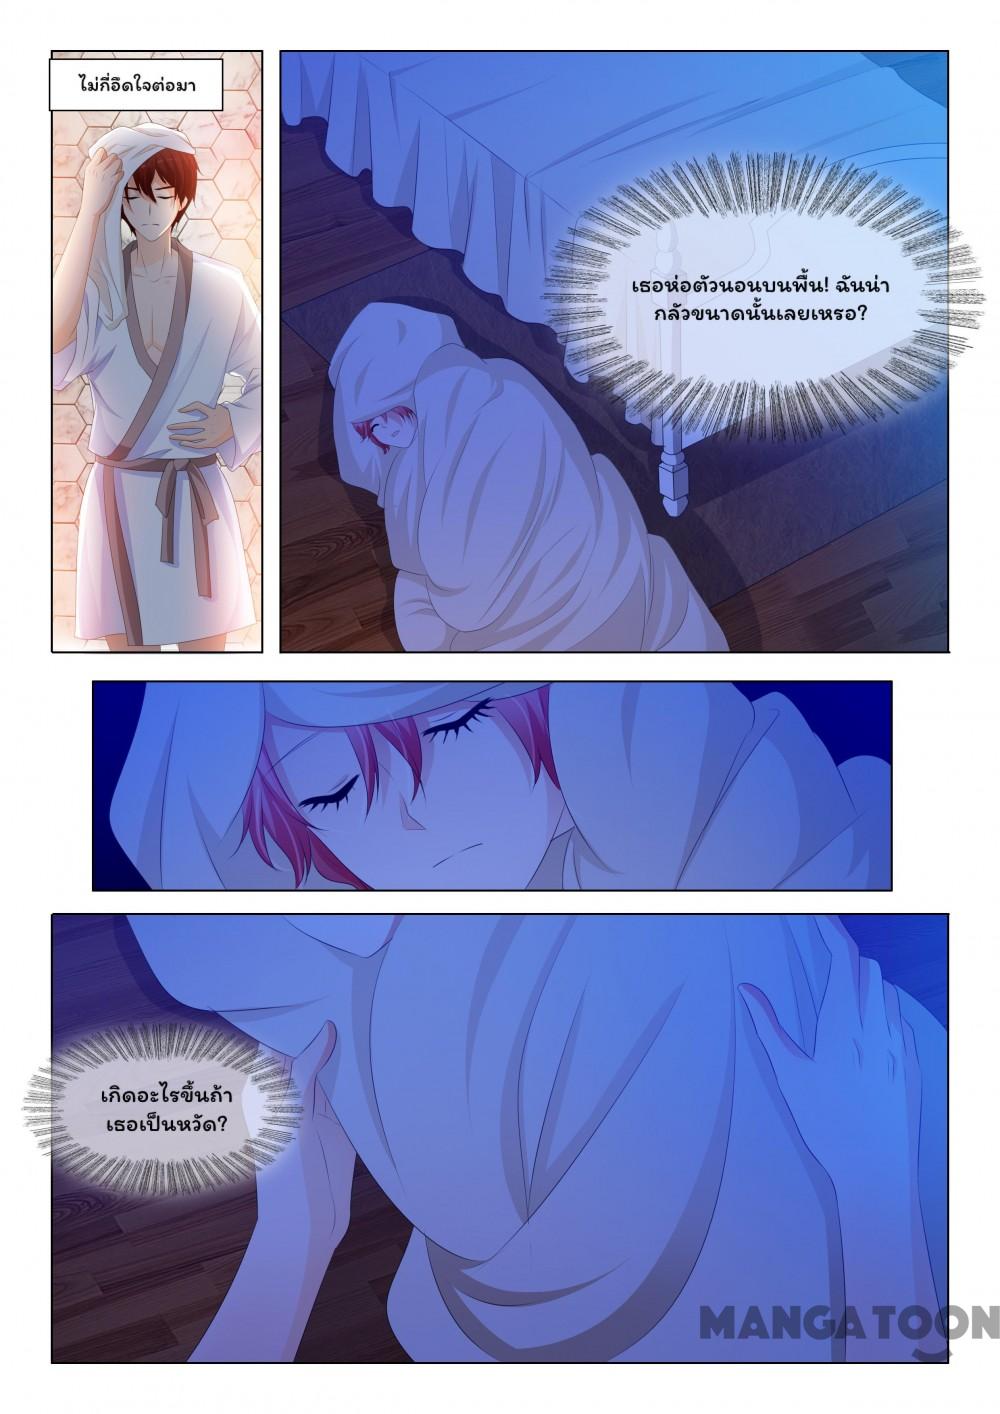 ไม่กี่อึดใจต่อมา
เธอห่อตัวนอนบนพื้น! ฉันน่า
กลัวขนาดนั้นเลยเหรอ?
เกิดอะไรขึ้นถ้า
เธอเป็นหวัด?
MANGATOON